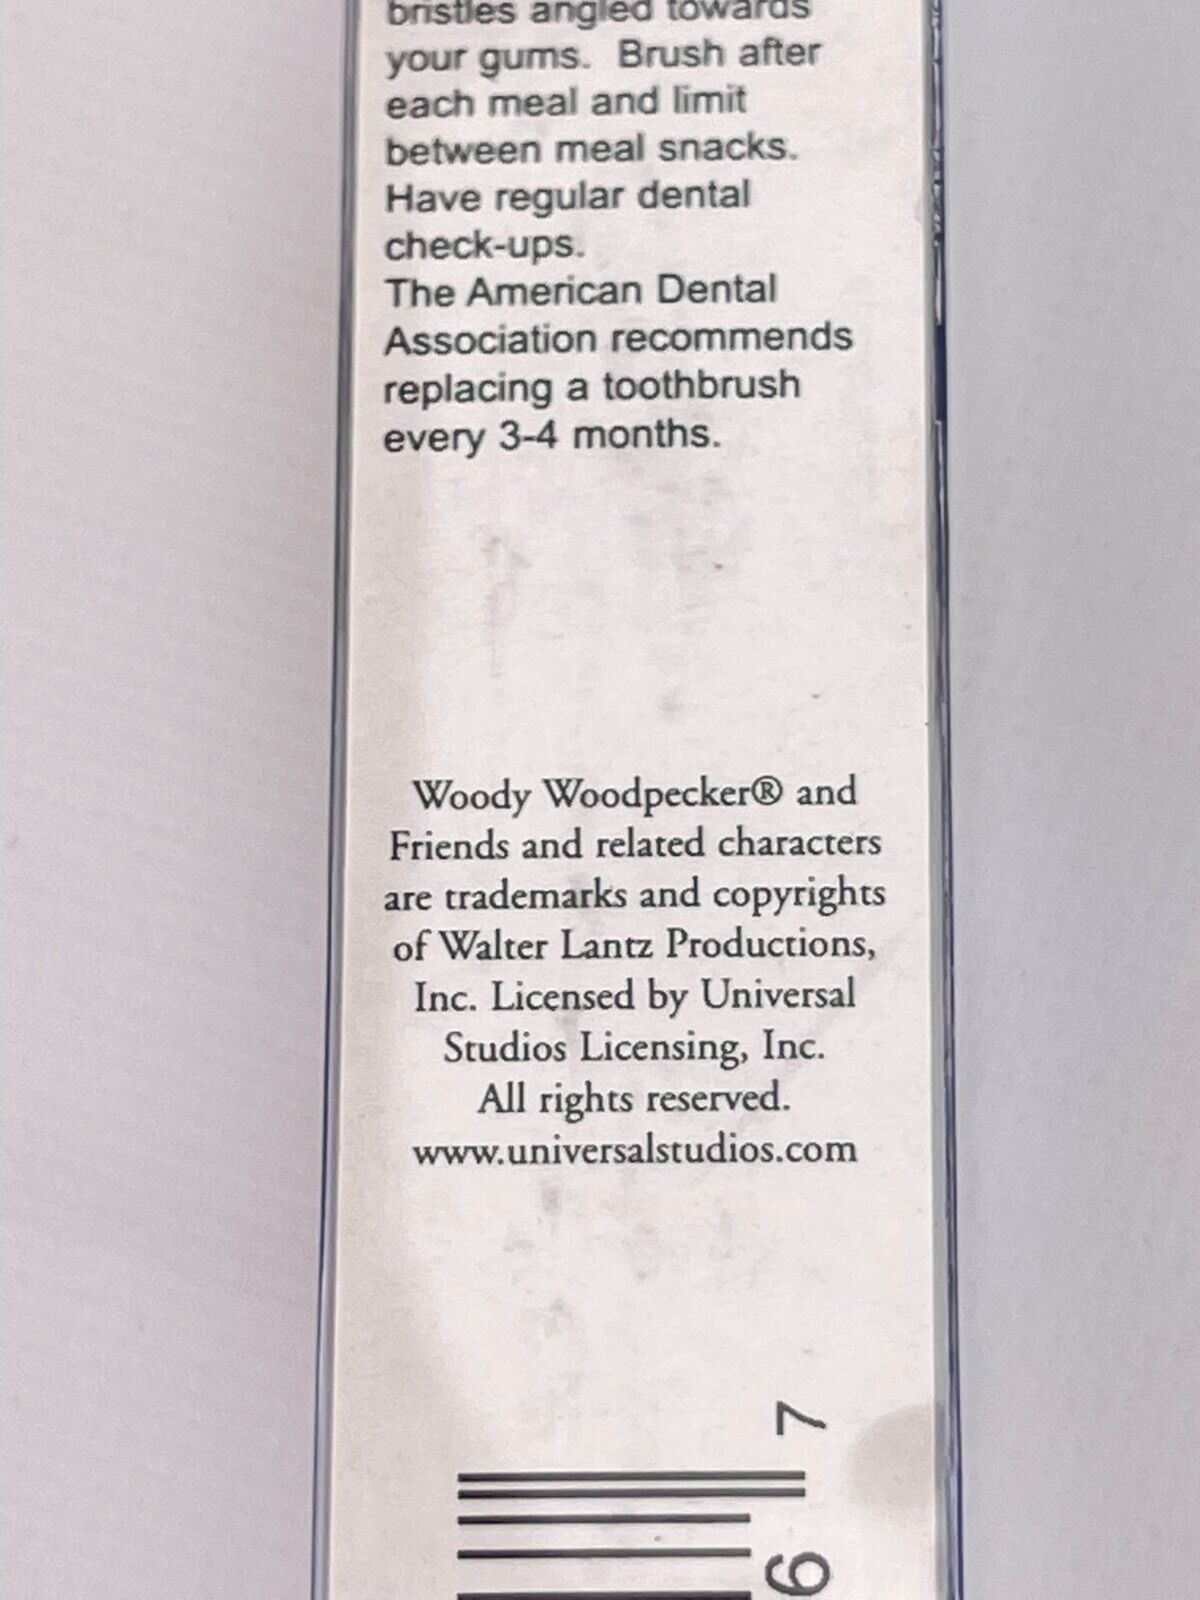 bristles angled towards
your gums. Brush after
each meal and limit
between meal snacks.
Have regular dental
check-ups.
The American Dental
Association recommends
replacing a toothbrush
every 3-4 months.
Woody Woodpecker® and
Friends and related characters
are trademarks and copyrights
of Walter Lantz Productions,
Inc. Licensed by Universal
Studios Licensing, Inc.
All rights reserved.
www.universalstudios.com
7
6